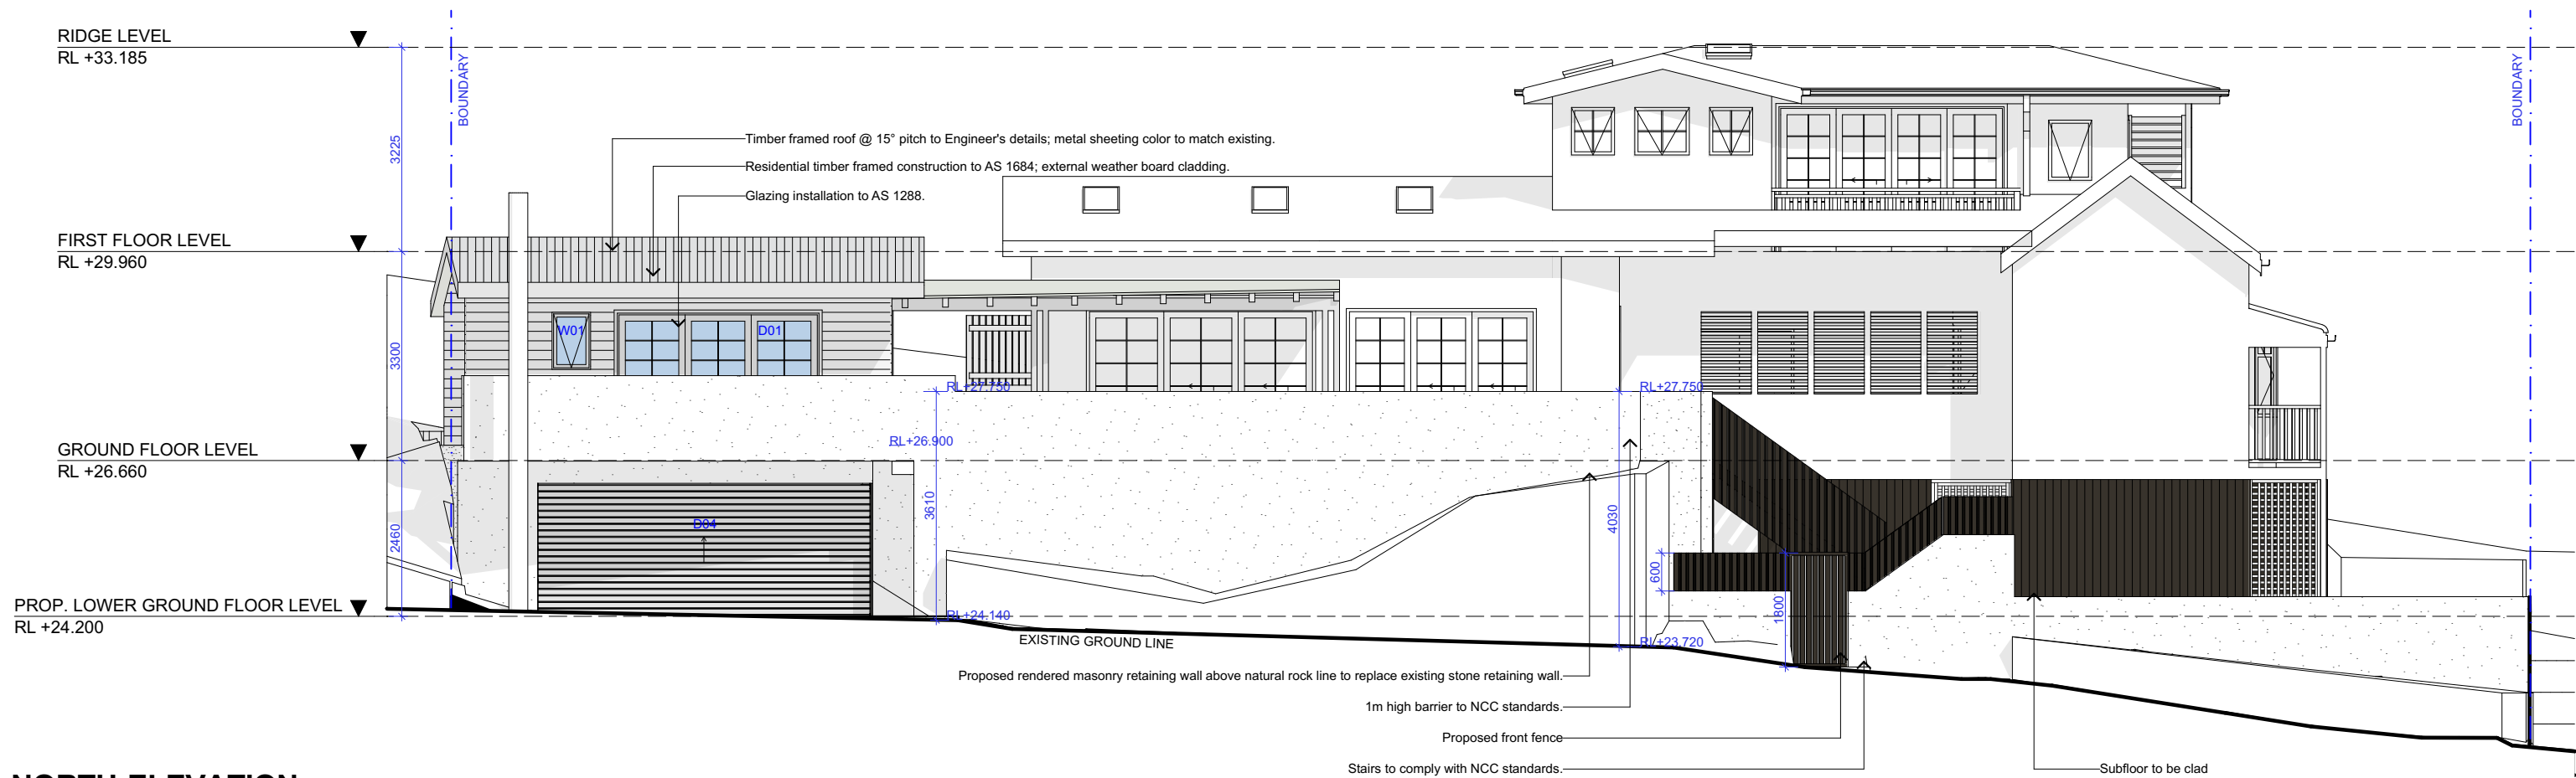 RIDGE LEVEL
RL +33.185
BOUNDARY
BOUNDARY
3225
Timber framed roof @ 15° pitch to Engineer's details; metal sheeting color to match existing.
Residential timber framed construction to AS 1684; external weather board cladding.
Glazing installation to AS 1288.
FIRST FLOOR LEVEL
RL +29.960
W01
D01
3300
RL+27.750
RL+27.750
RL+26.900
GROUND FLOOR LEVEL
RL +26.660
3610
4030
D04
2460
600
1800
PROP. LOWER GROUND FLOOR LEVEL
RL +24.200
RL+24.140
EXISTING GROUND LINE
RL+23.720
Proposed rendered masonry retaining wall above natural rock line to replace existing stone retaining wall.
1m high barrier to NCC standards.
Proposed front fence
Stairs to comply with NCC standards.
Subfloor to be clad
NORTH ELEVATION